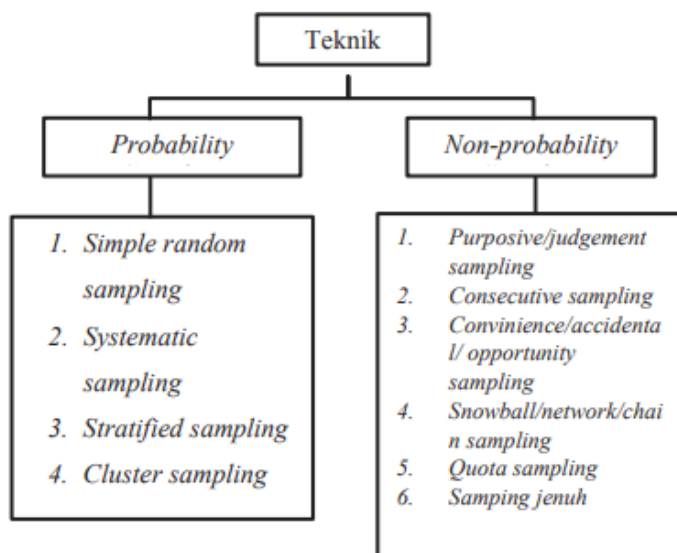 Teknik
Probability
Non-probability
1. Simple random
sampling
2. Systematic
sampling
3. Stratified sampling
4. Cluster sampling
1. Purposive/judgement
sampling
2. Consecutive sampling
3. Convinience/accidenta
l/ opportunity
sampling
4. Snowball/network/chai
n sampling
5. Quota sampling
6. Samping jenuh